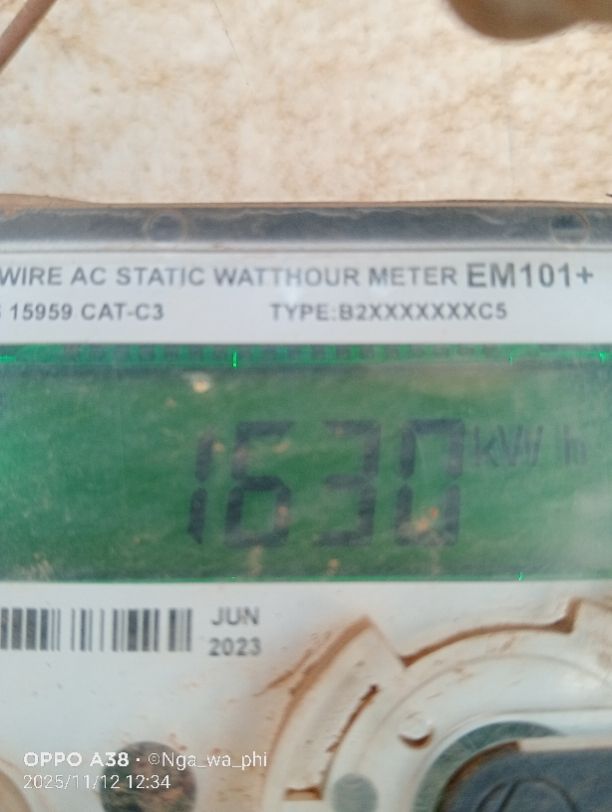 WIRE AC STATIC WATTHOUR METER EM101+
15959 CAT-C3 TYPE:B2XXXXXXXC5
1630 kWh
JUN
2023
OPPO A38 · ©Nga_wa_phi
2025/11/12 12:34